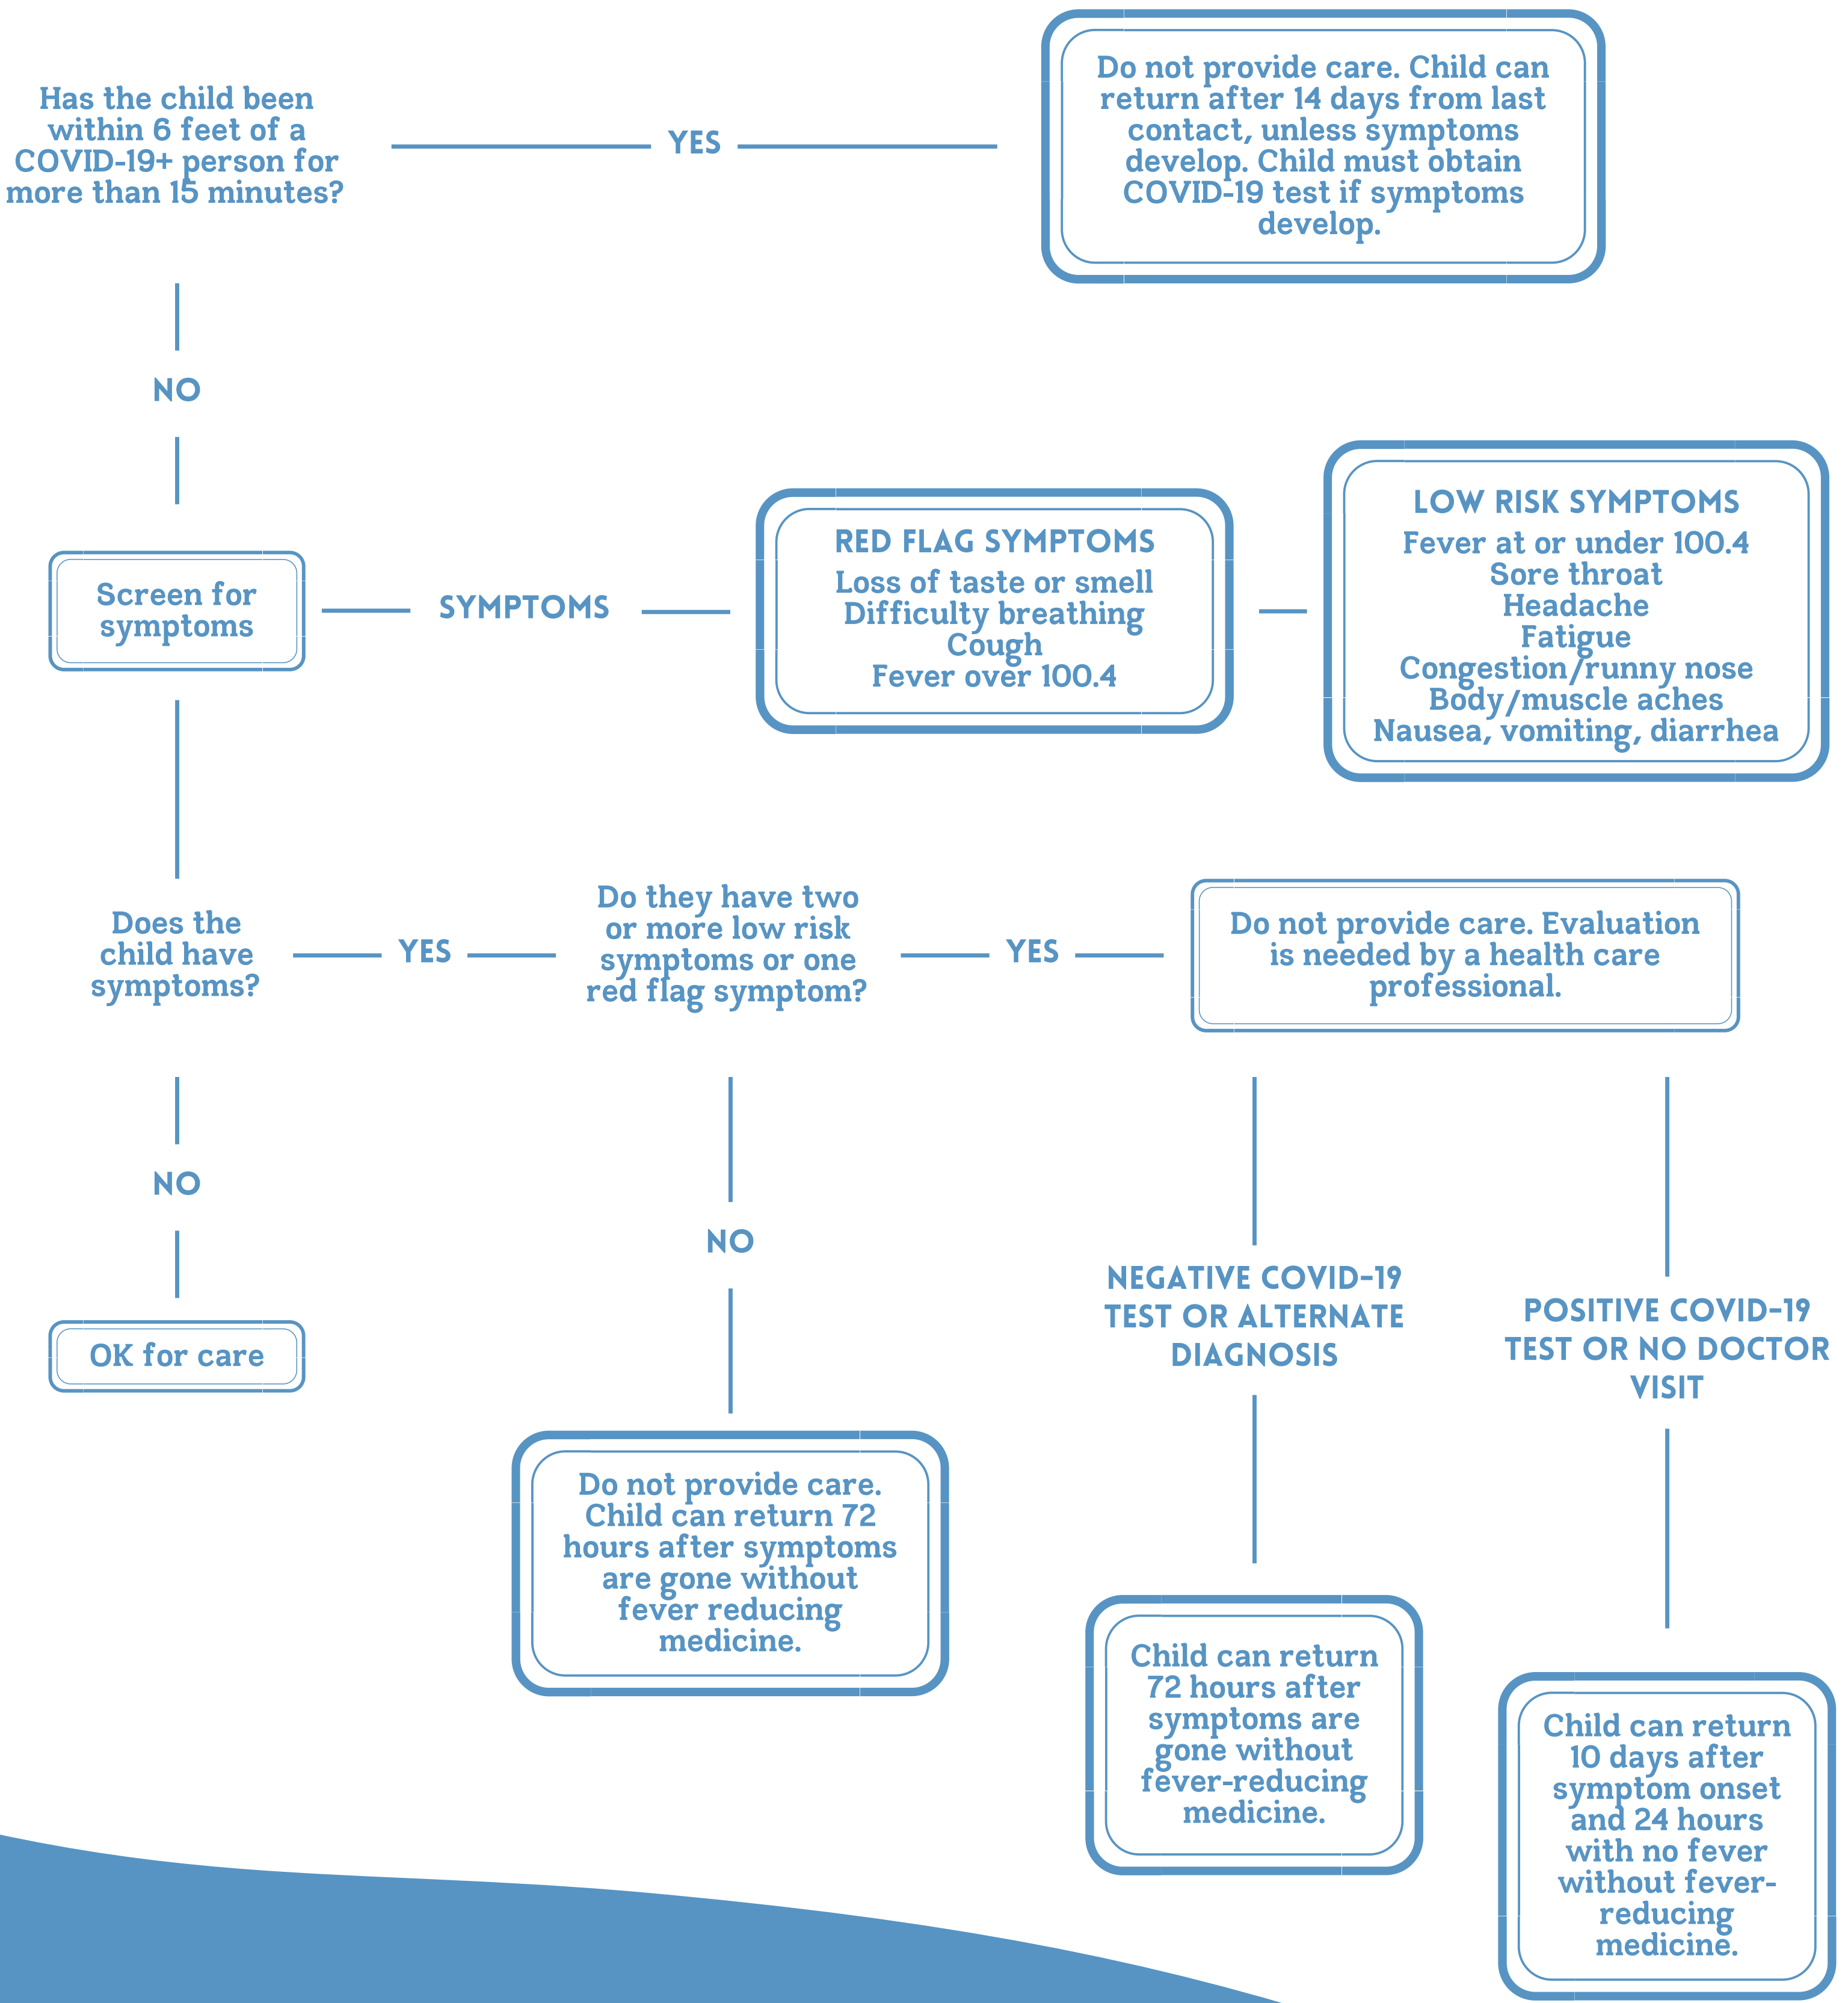 Has the child been
within 6 feet of a
COVID-19+ person for
more than 15 minutes?
YES
Do not provide care. Child can
return after 14 days from last
contact, unless symptoms
develop. Child must obtain
COVID-19 test if symptoms
develop.
NO
Screen for
symptoms
SYMPTOMS
RED FLAG SYMPTOMS
Loss of taste or smell
Difficulty breathing
Cough
Fever over 100.4
LOW RISK SYMPTOMS
Fever at or under 100.4
Sore throat
Headache
Fatigue
Congestion/runny nose
Body/muscle aches
Nausea, vomiting, diarrhea
Does the
child have
symptoms?
YES
Do they have two
or more low risk
symptoms or one
red flag symptom?
YES
Do not provide care. Evaluation
is needed by a health care
professional.
NO
OK for care
NO
Do not provide care.
Child can return 72
hours after symptoms
are gone without
fever reducing
medicine.
NEGATIVE COVID-19
TEST OR ALTERNATE
DIAGNOSIS
Child can return
72 hours after
symptoms are
gone without
fever-reducing
medicine.
POSITIVE COVID-19
TEST OR NO DOCTOR
VISIT
Child can return
10 days after
symptom onset
and 24 hours
with no fever
without fever-
reducing
medicine.